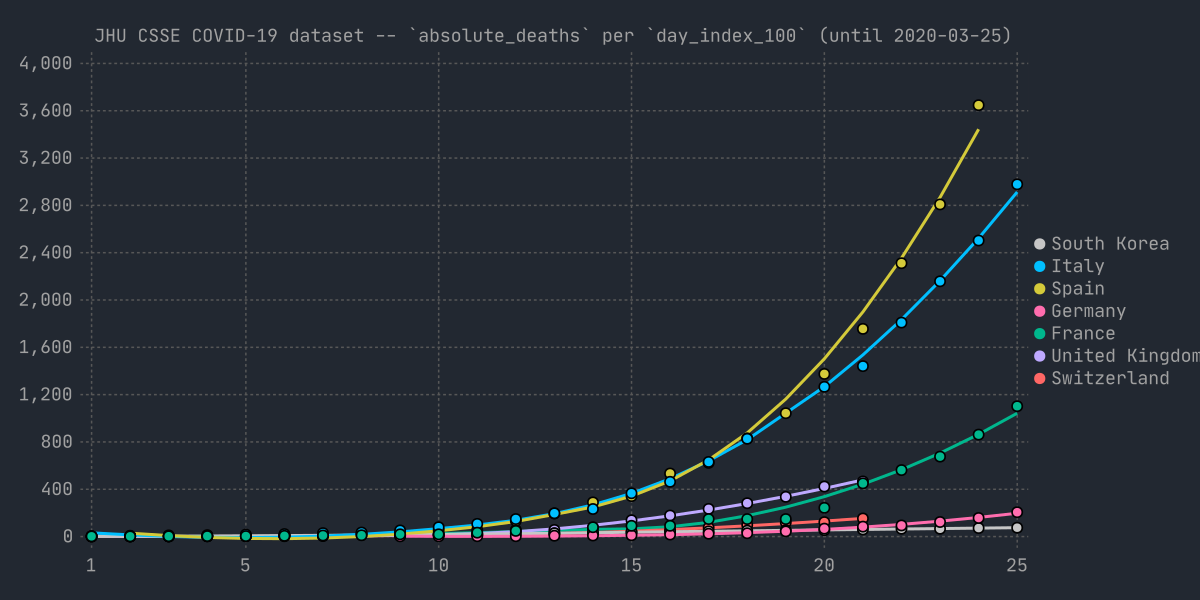 JHU CSSE COVID-19 dataset -- `absolute_deaths` per `day_index_100` (until 2020-03-25)
4,000
3,600
3,200
2,800
2,400
2,000
1,600
1,200
800
400
0
1 5 10 15 20 25
South Korea
Italy
Spain
Germany
France
United Kingdom
Switzerland